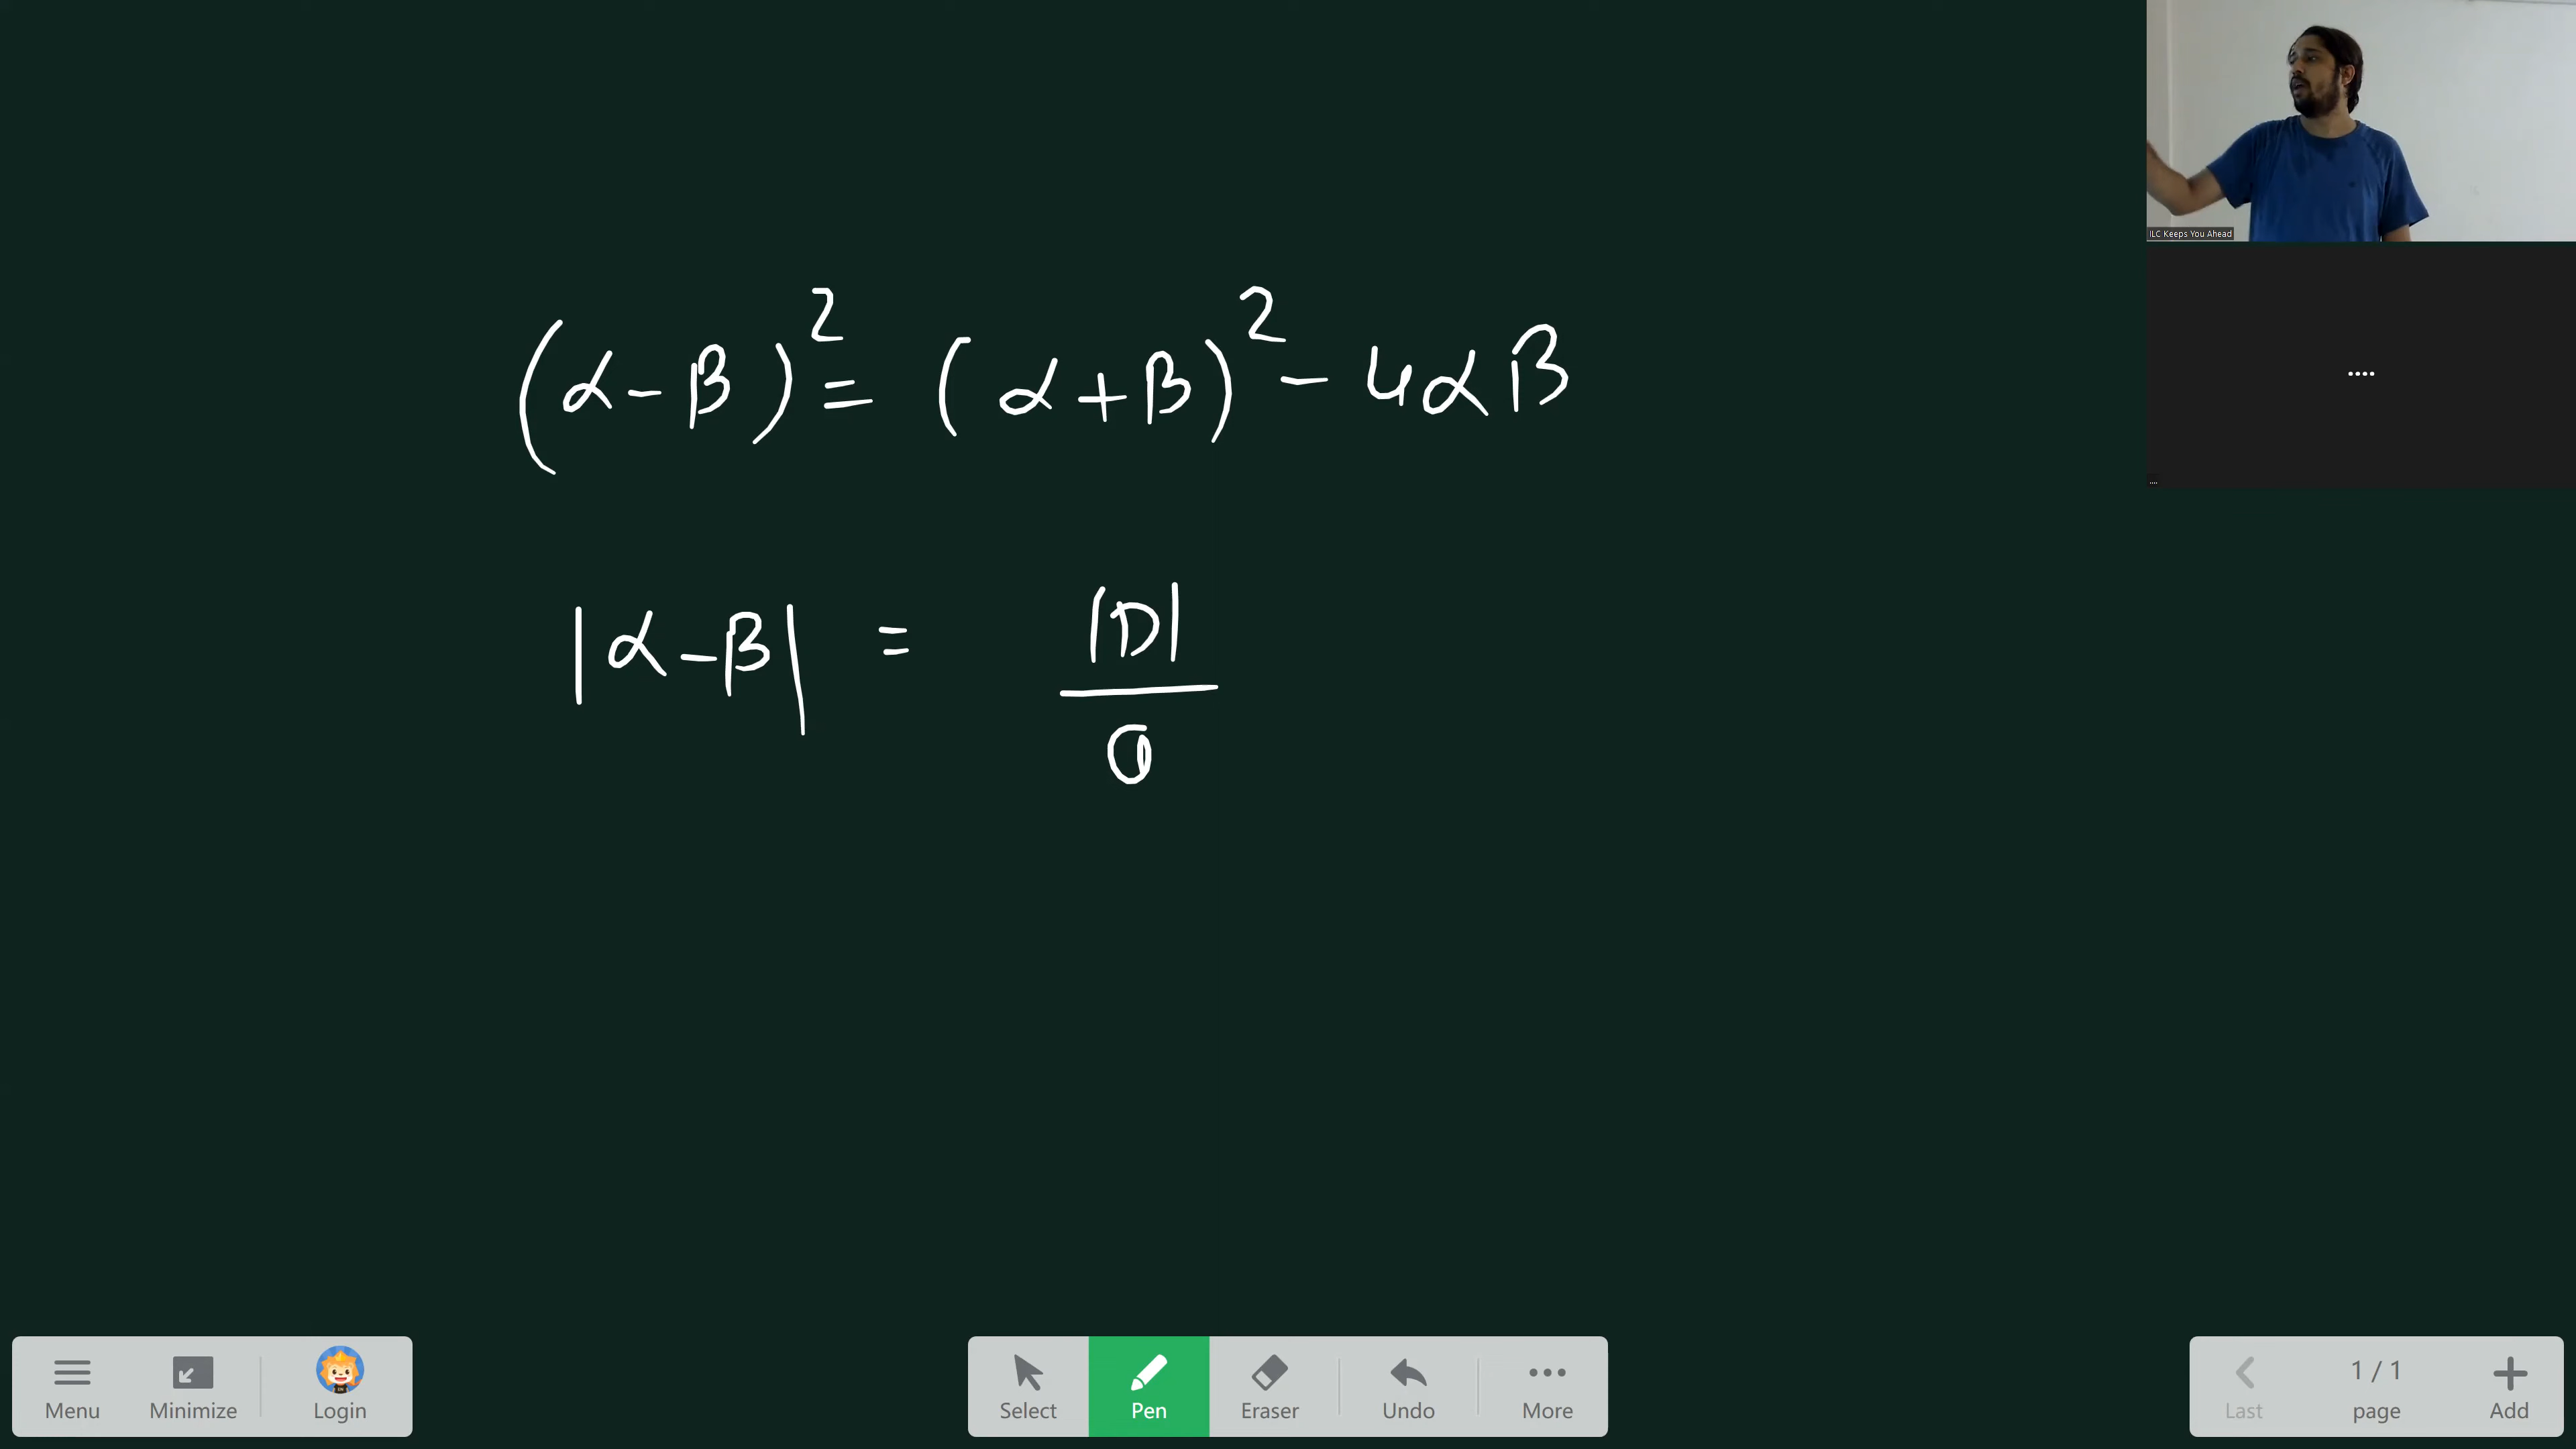 ILC Keeps You Ahead
(α-β)² = (α+β)² - 4αβ
....
....
|α-β| = |D|
a
Menu
Minimize
Login
Select
Pen
Eraser
Undo
More
Last
1 / 1
page
Add